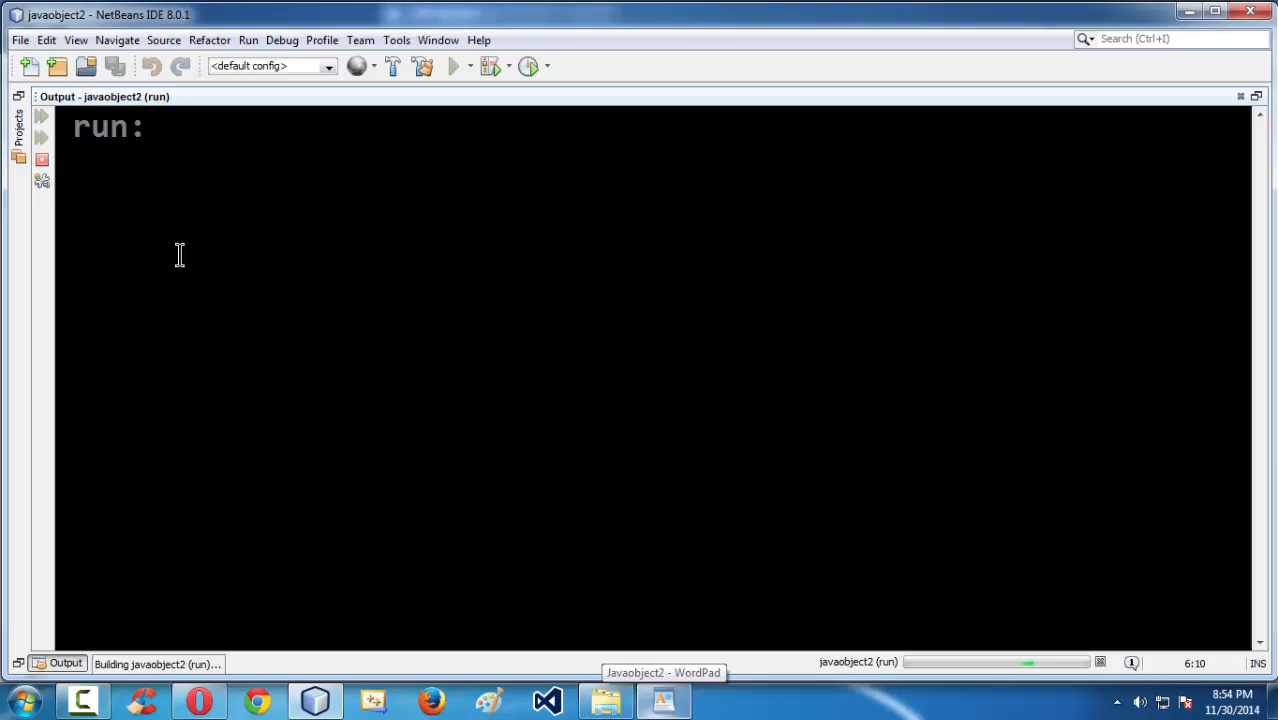 javaobject2 - NetBeans IDE 8.0.1
File Edit View Navigate Source Refactor Run Debug Profile Team Tools Window Help
Search (Ctrl+I)
<default config>
Output - javaobject2 (run)
Projects
run:
Output
Building javaobject2 (run)...
javaobject2 (run)
1
6:10
INS
Javaobject2 - WordPad
8:54 PM
11/30/2014